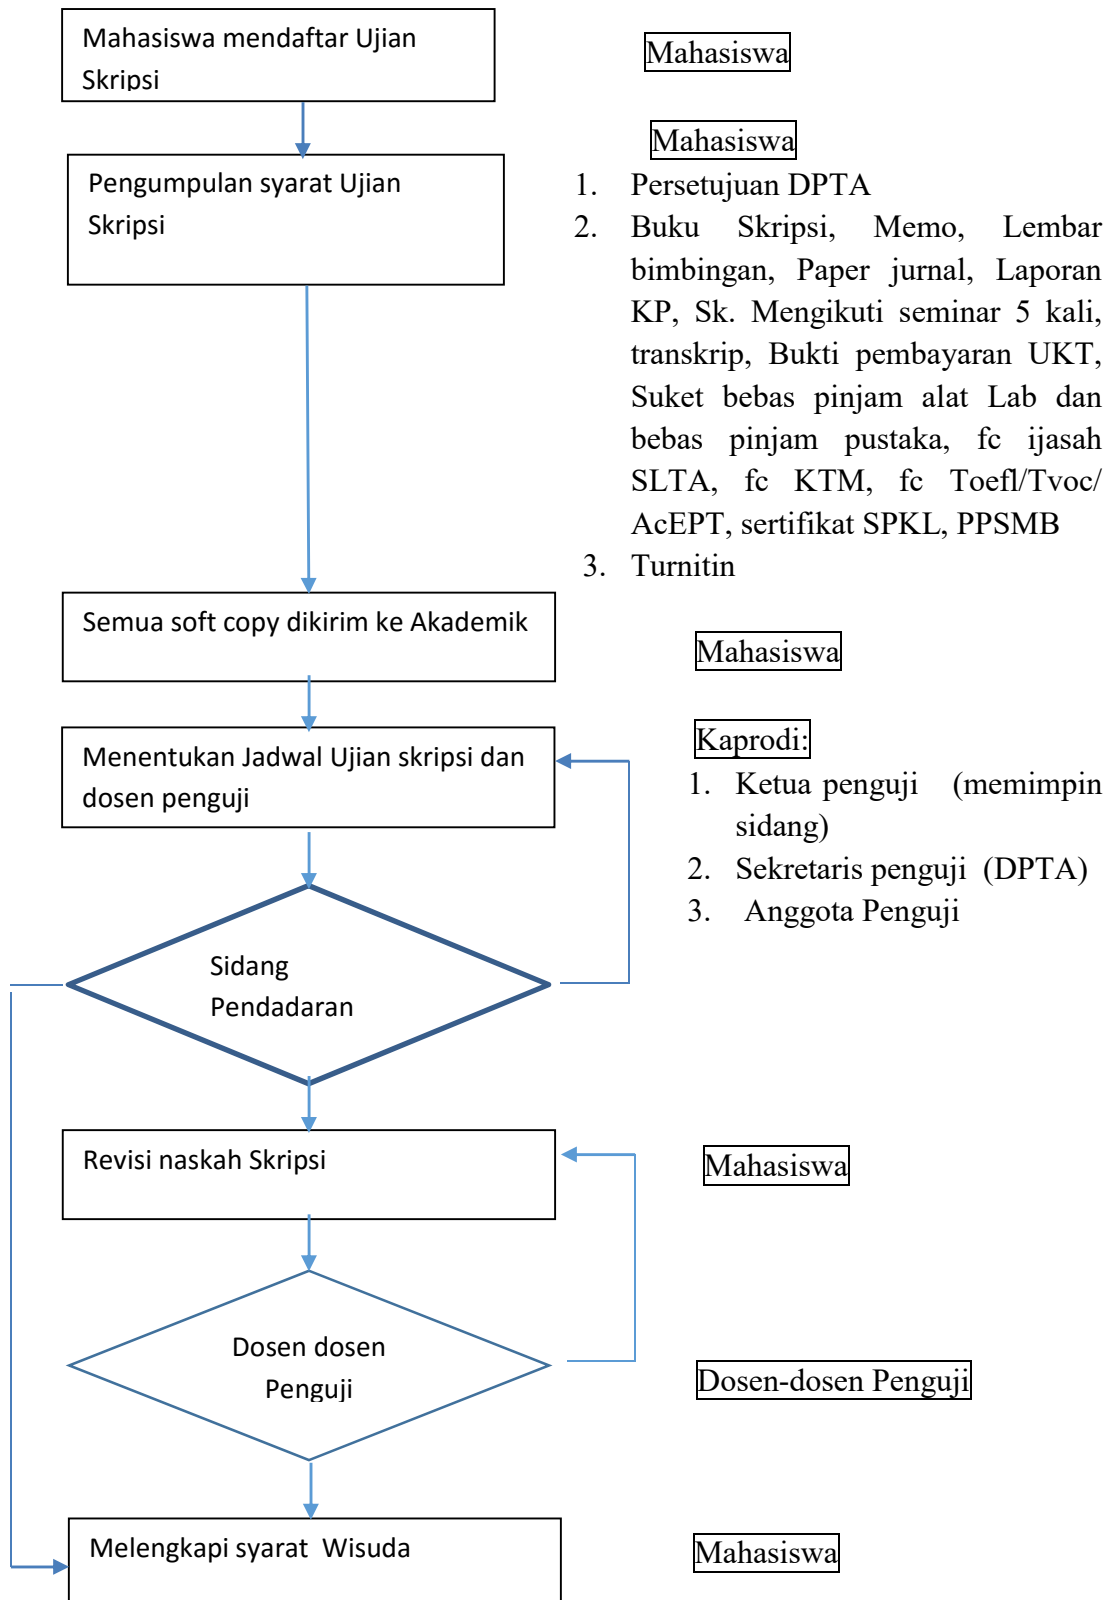 Mahasiswa mendaftar Ujian
Skripsi
Mahasiswa
Mahasiswa
Pengumpulan syarat Ujian
Skripsi
1. Persetujuan DPTA
2. Buku Skripsi, Memo, Lembar
bimbingan, Paper jurnal, Laporan
KP, Sk. Mengikuti seminar 5 kali,
transkrip, Bukti pembayaran UKT,
Suket bebas pinjam alat Lab dan
bebas pinjam pustaka, fc ijasah
SLTA, fc KTM, fc Toefl/Tvoc/
AcEPT, sertifikat SPKL, PPSMB
3. Turnitin
Semua soft copy dikirim ke Akademik
Mahasiswa
Menentukan Jadwal Ujian skripsi dan
dosen penguji
Kaprodi:
1. Ketua penguji (memimpin
sidang)
2. Sekretaris penguji (DPTA)
3. Anggota Penguji
Sidang
Pendadaran
Revisi naskah Skripsi
Mahasiswa
Dosen dosen
Penguji
Dosen-dosen Penguji
Melengkapi syarat Wisuda
Mahasiswa